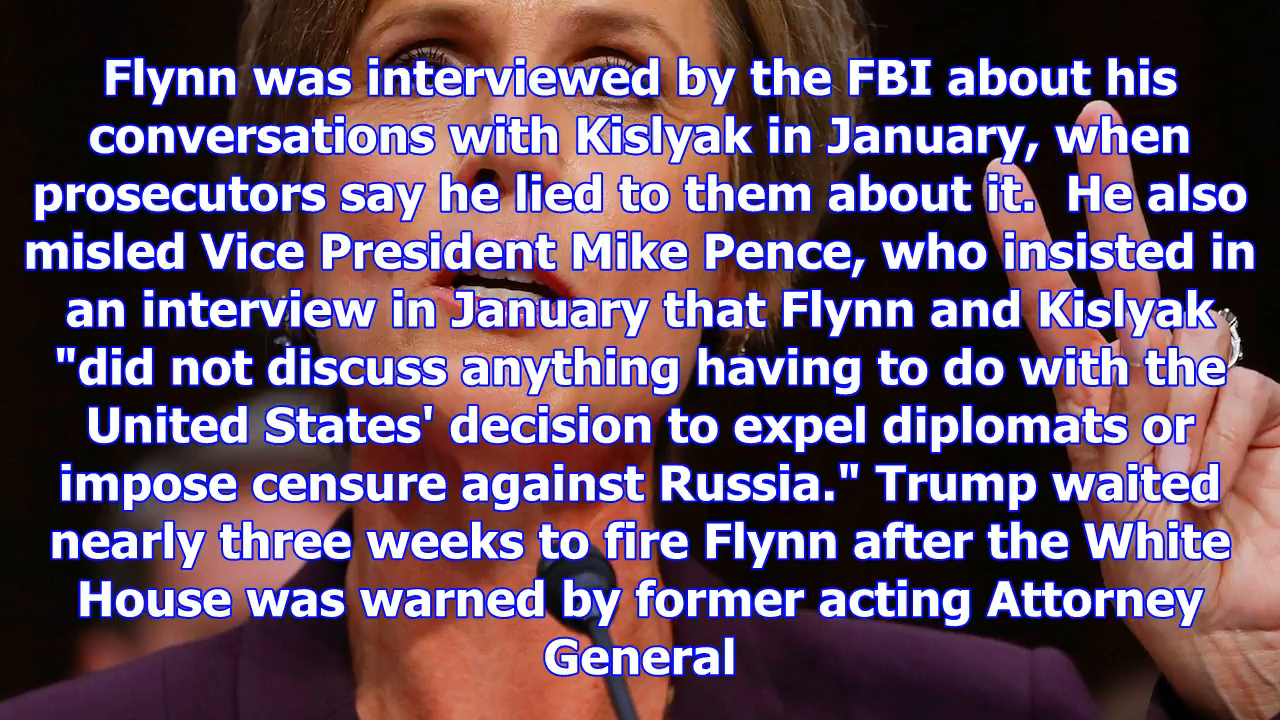 Flynn was interviewed by the FBI about his
conversations with Kislyak in January, when
prosecutors say he lied to them about it.  He also
misled Vice President Mike Pence, who insisted in
an interview in January that Flynn and Kislyak
"did not discuss anything having to do with the
United States' decision to expel diplomats or
impose censure against Russia." Trump waited
nearly three weeks to fire Flynn after the White
House was warned by former acting Attorney
General